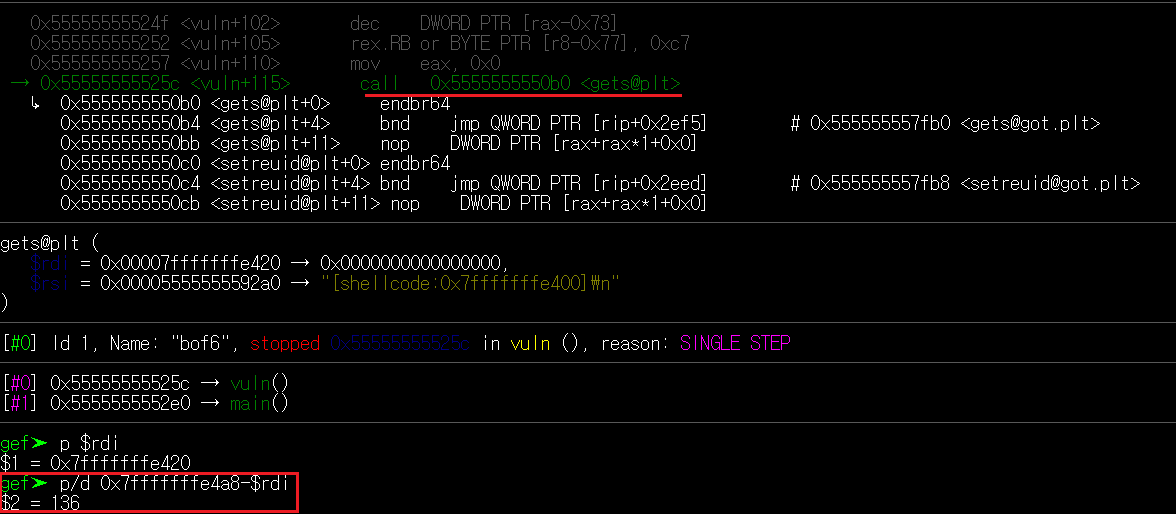 0x55555555524f <vuln+102> dec DWORD PTR [rax-0x73]
0x555555555252 <vuln+105> rex.RB or BYTE PTR [r8-0x77], 0xc7
0x555555555257 <vuln+110> mov eax, 0x0
→ 0x55555555525c <vuln+115> call 0x5555555550b0 <gets@plt>
↳ 0x5555555550b0 <gets@plt+0> endbr64
0x5555555550b4 <gets@plt+4> bnd jmp QWORD PTR [rip+0x2ef5] # 0x555555557fb0 <gets@got.plt>
0x5555555550bb <gets@plt+11> nop DWORD PTR [rax+rax*1+0x0]
0x5555555550c0 <setreuid@plt+0> endbr64
0x5555555550c4 <setreuid@plt+4> bnd jmp QWORD PTR [rip+0x2eed] # 0x555555557fb8 <setreuid@got.plt>
0x5555555550cb <setreuid@plt+11> nop DWORD PTR [rax+rax*1+0x0]
gets@plt (
$rdi = 0x00007fffffffe420 → 0x0000000000000000,
$rsi = 0x00005555555592a0 → "[shellcode:0x7fffffffe400]₩n"
)
[#0] Id 1, Name: "bof6", stopped 0x55555555525c in vuln (), reason: SINGLE STEP
[#0] 0x55555555525c → vuln()
[#1] 0x5555555552e0 → main()
gef➤ p $rdi
$1 = 0x7fffffffe420
gef➤ p/d 0x7fffffffe4a8-$rdi
$2 = 136